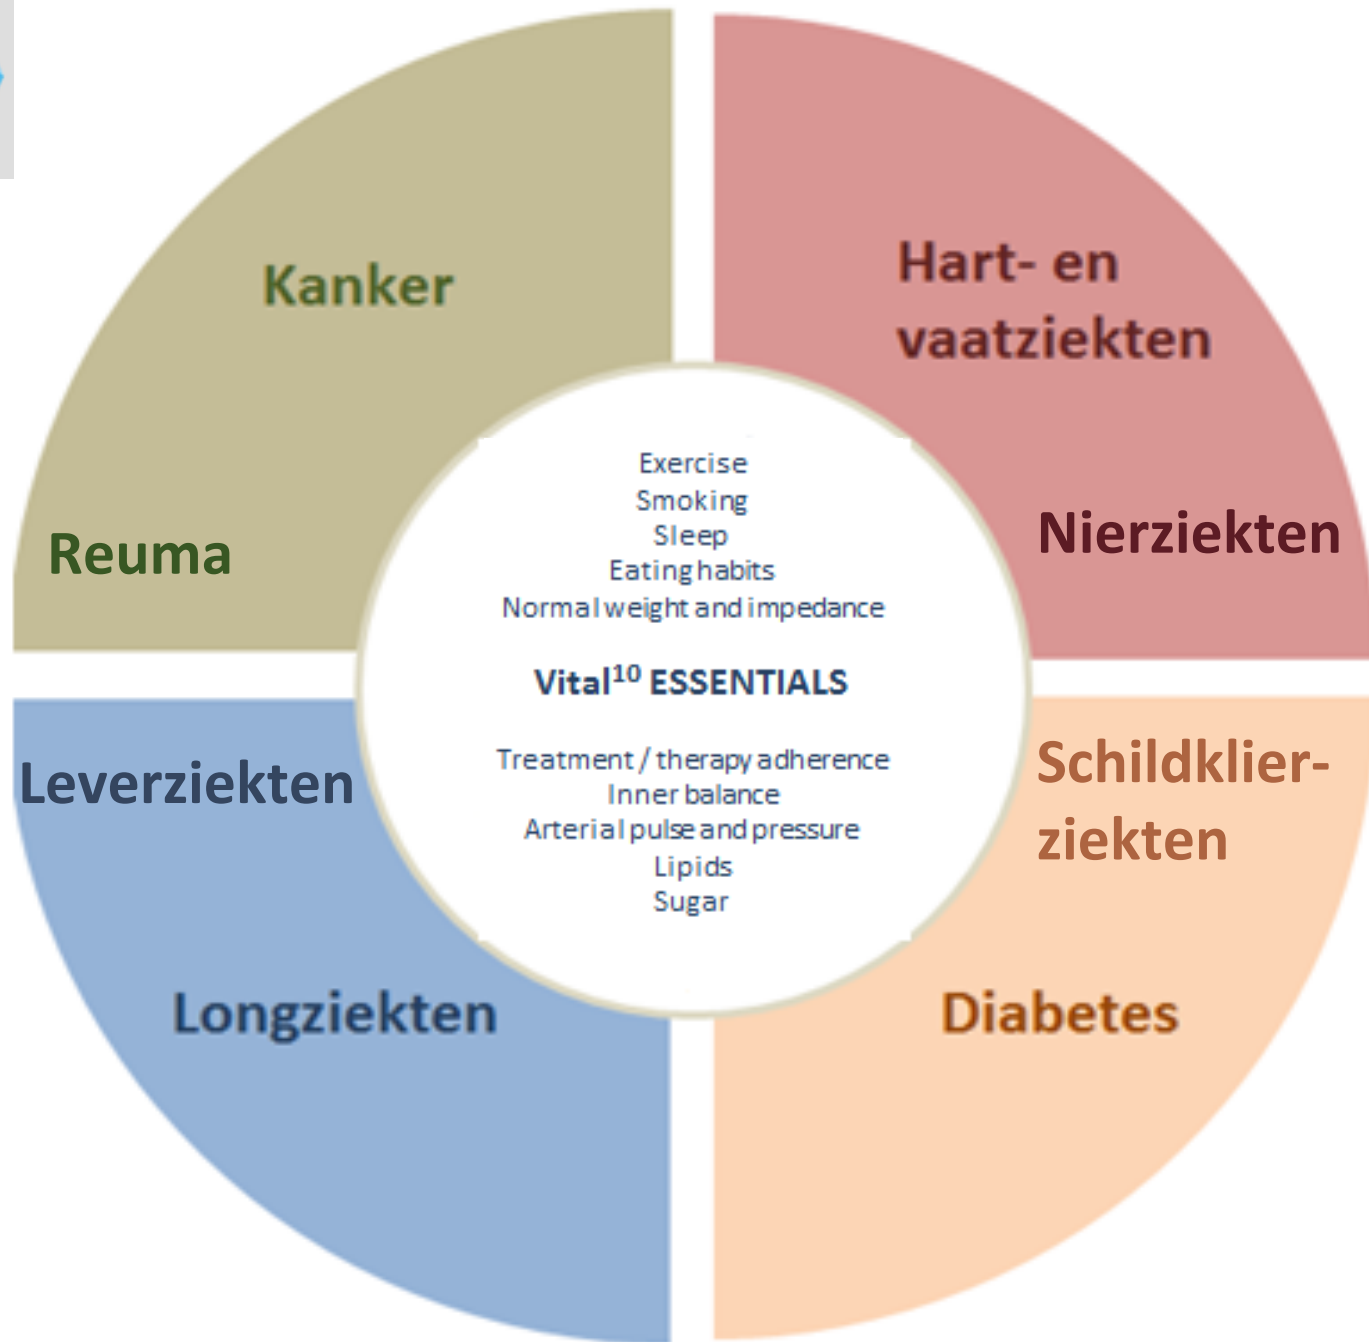 Kanker
Reuma
Hart- en
vaatziekten
Nierziekten
Exercise
Smoking
Sleep
Eating habits
Normal weight and impedance
Vital¹⁰ ESSENTIALS
Treatment / therapy adherence
Inner balance
Arterial pulse and pressure
Lipids
Sugar
Leverziekten
Longziekten
Schildklier-
ziekten
Diabetes